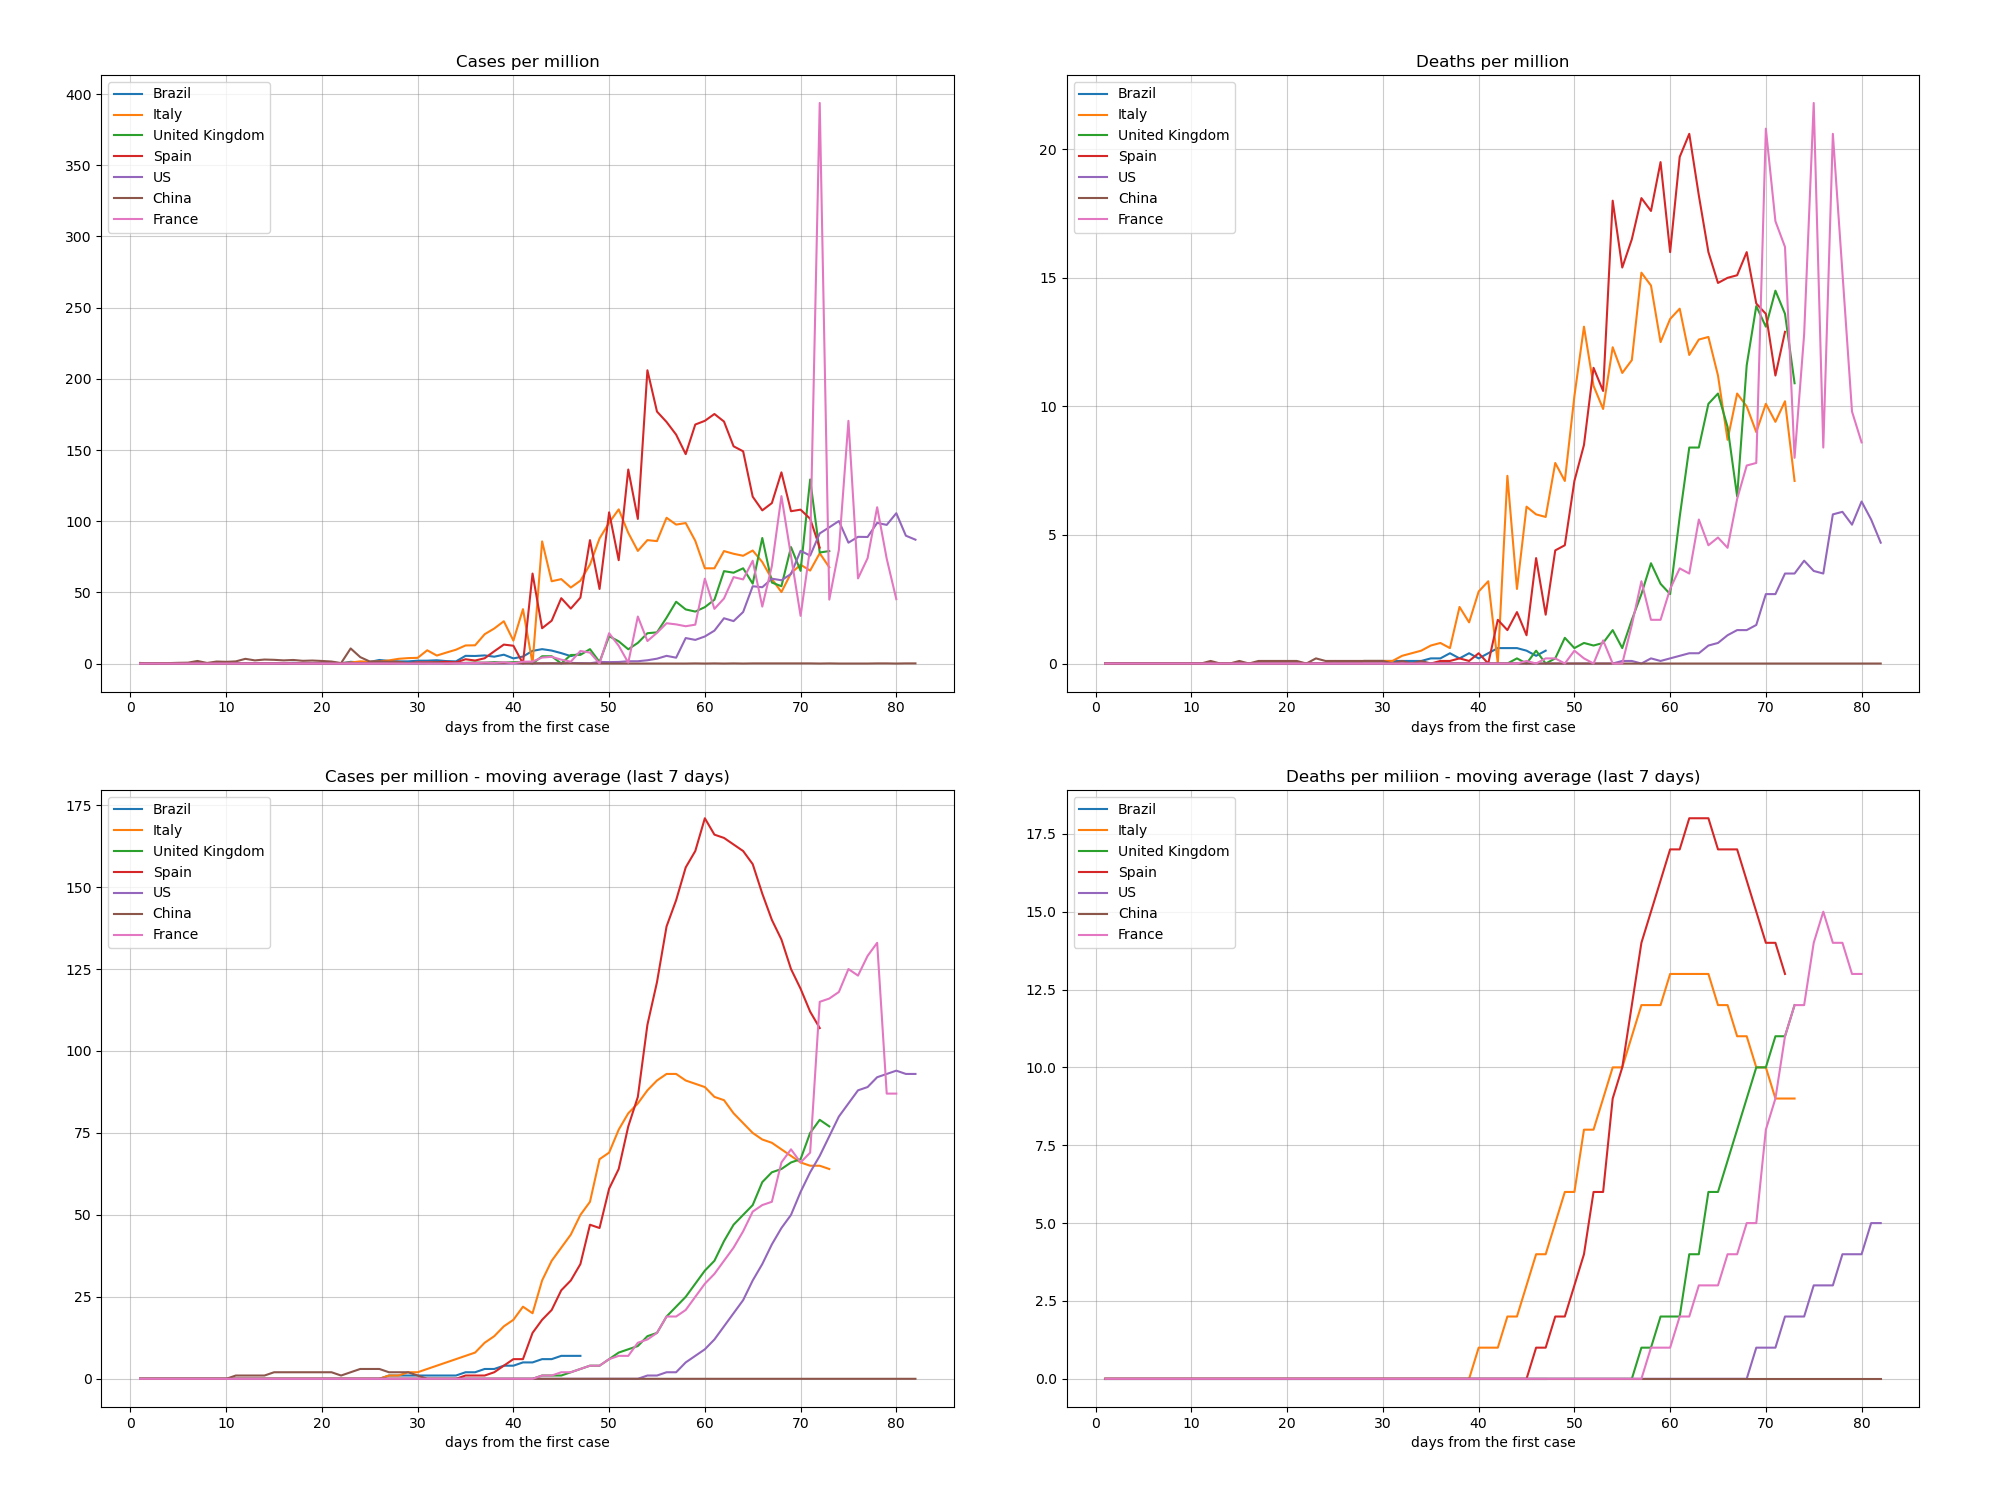 Cases per million
400
350
300
250
200
150
100
50
0
Brazil
Italy
United Kingdom
Spain
US
China
France
0 10 20 30 40 50 60 70 80
days from the first case
Deaths per million
20
15
10
5
0
Brazil
Italy
United Kingdom
Spain
US
China
France
0 10 20 30 40 50 60 70 80
days from the first case
Cases per million - moving average (last 7 days)
175
150
125
100
75
50
25
0
Brazil
Italy
United Kingdom
Spain
US
China
France
0 10 20 30 40 50 60 70 80
days from the first case
Deaths per miliion - moving average (last 7 days)
17.5
15.0
12.5
10.0
7.5
5.0
2.5
0.0
Brazil
Italy
United Kingdom
Spain
US
China
France
0 10 20 30 40 50 60 70 80
days from the first case